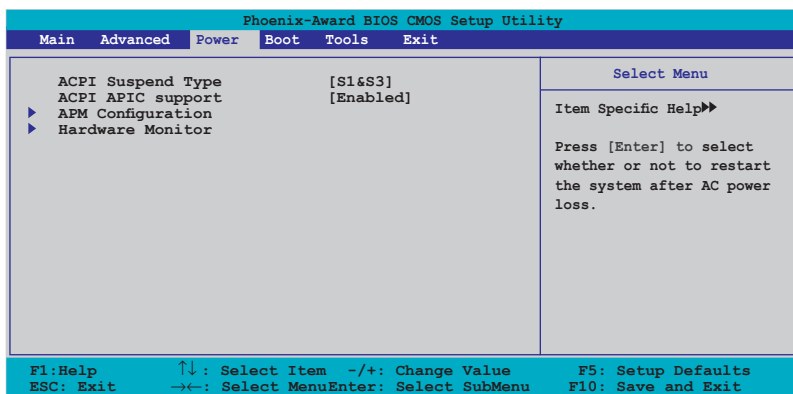 Phoenix-Award BIOS CMOS Setup Utility
Main Advanced Power Boot Tools Exit
ACPI Suspend Type [S1&S3]
ACPI APIC support [Enabled]
APM Configuration
Hardware Monitor
Select Menu
Item Specific Help
Press [Enter] to select
whether or not to restart
the system after AC power
loss.
F1:Help ↑↓: Select Item -/+: Change Value F5: Setup Defaults
ESC: Exit →←: Select MenuEnter: Select SubMenu F10: Save and Exit